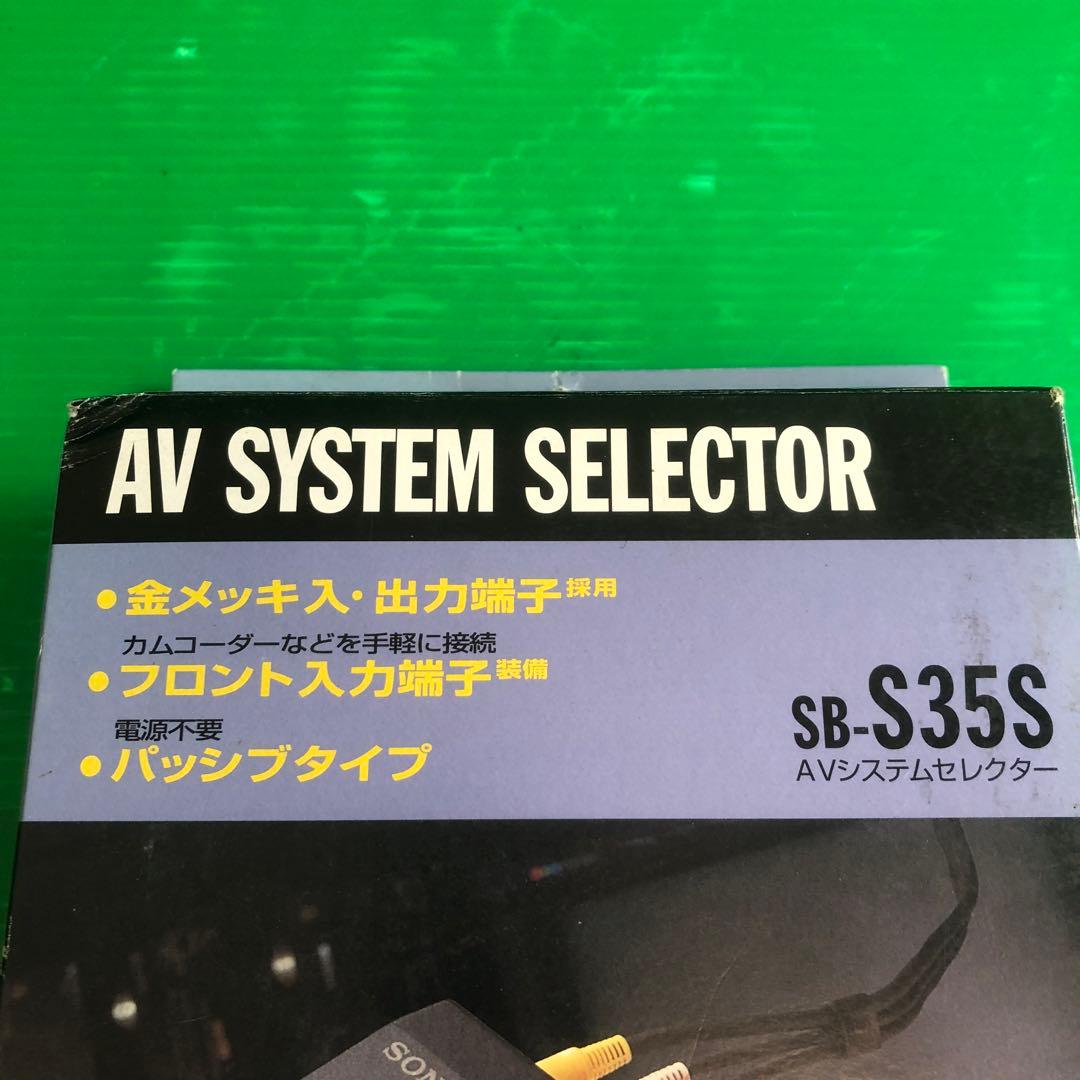 AV SYSTEM SELECTOR
●金メッキ入・出力端子採用
カムコーダーなどを手軽に接続
●フロント入力端子装備
電源不要
●パッシブタイプ
SB-S35S
AVシステムセレクター